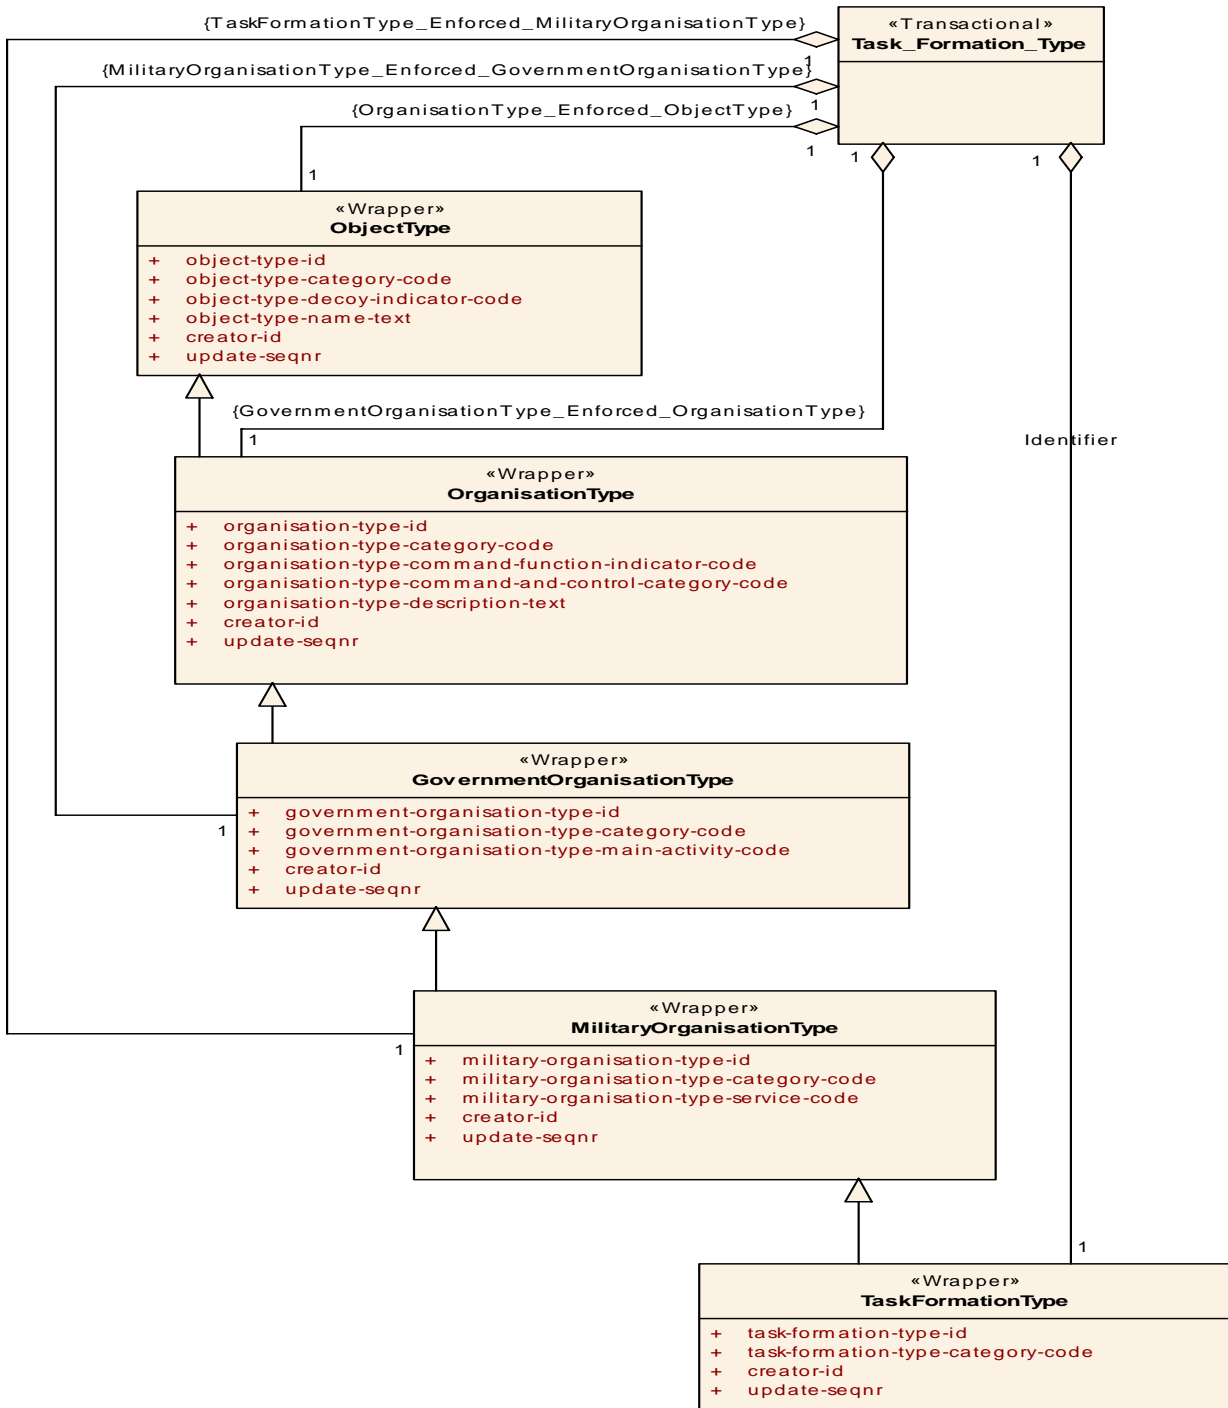 {TaskFormationType_Enforced_MilitaryOrganisationType}
1
«Transactional»
Task_Formation_Type
{MilitaryOrganisationType_Enforced_GovernmentOrganisationType}
1
{OrganisationType_Enforced_ObjectType}
1
1
1
1
«Wrapper»
ObjectType
+ object-type-id
+ object-type-category-code
+ object-type-decoy-indicator-code
+ object-type-name-text
+ creator-id
+ update-seqnr
{GovernmentOrganisationType_Enforced_OrganisationType}
1
Identifier
«Wrapper»
OrganisationType
+ organisation-type-id
+ organisation-type-category-code
+ organisation-type-command-function-indicator-code
+ organisation-type-command-and-control-category-code
+ organisation-type-description-text
+ creator-id
+ update-seqnr
«Wrapper»
GovernmentOrganisationType
+ government-organisation-type-id
+ government-organisation-type-category-code
+ government-organisation-type-main-activity-code
+ creator-id
+ update-seqnr
1
«Wrapper»
MilitaryOrganisationType
+ military-organisation-type-id
+ military-organisation-type-category-code
+ military-organisation-type-service-code
+ creator-id
+ update-seqnr
1
1
«Wrapper»
TaskFormationType
+ task-formation-type-id
+ task-formation-type-category-code
+ creator-id
+ update-seqnr